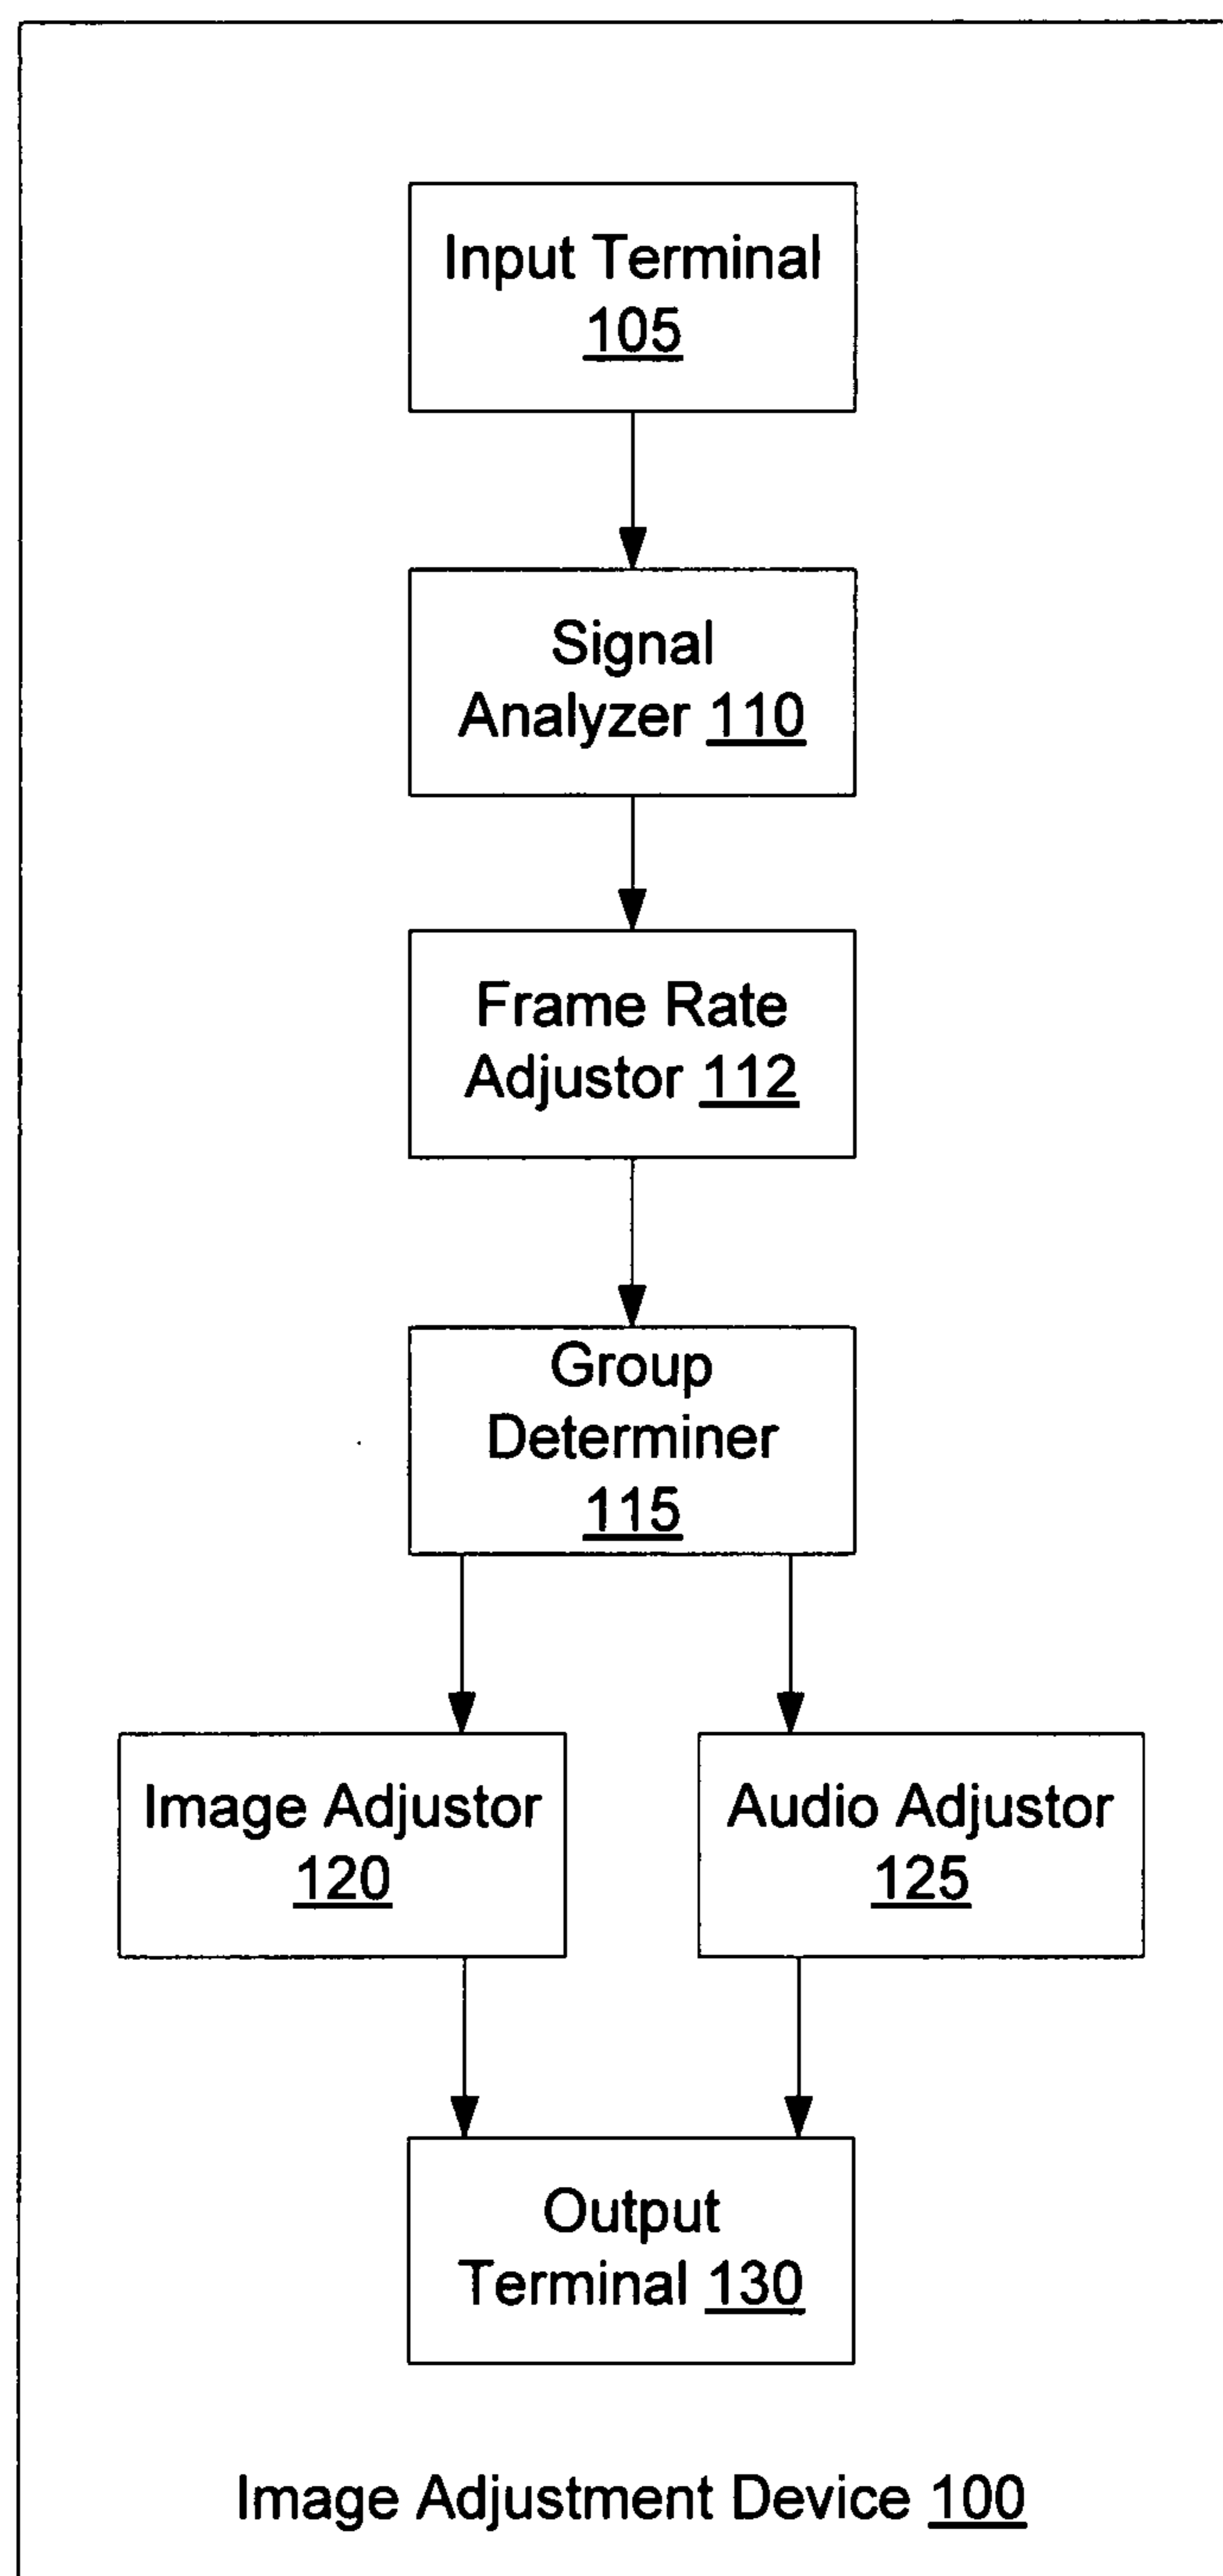 Input Terminal
105
Signal
Analyzer 110
Frame Rate
Adjustor 112
Group
Determiner
115
Image Adjustor
120
Audio Adjustor
125
Output
Terminal 130
Image Adjustment Device 100